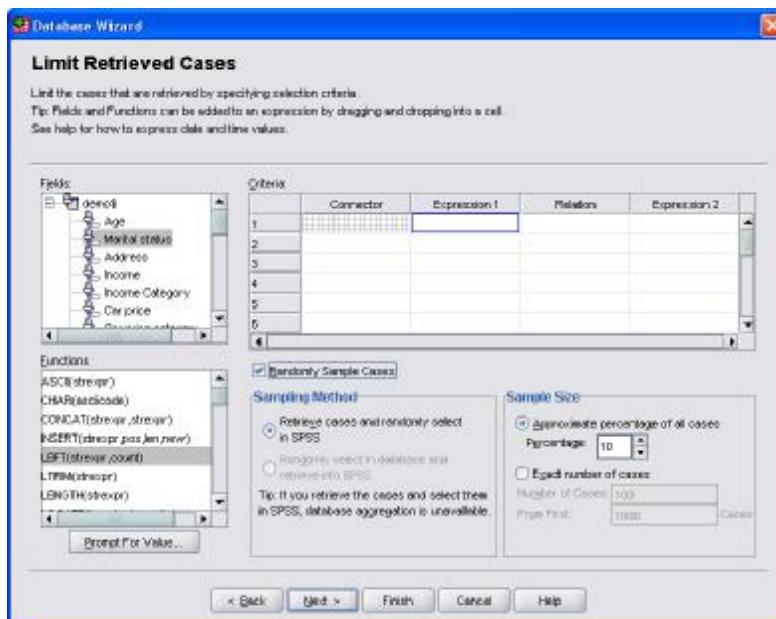 Database Wizard
Limit Retrieved Cases
Limit the cases that are retrieved by specifying selection criteria.
Tip: Fields and Functions can be added to an expression by dragging and dropping into a cell.
See help for how to express date and time values.
Fields:
Age
Marital status
Address
Income
Income Category
Car price
Criteria:
Connector Expression 1 Relation Expression 2
1
2
3
4
5
6
Functions
ASCII(strexpr)
CHAR(asciicode)
CONCAT(strexpr,strexpr)
INSERT(strexpr,pos,len,newr)
LEFT(strexpr,count)
LTRIM(strexpr)
LENGTH(strexpr)
Prompt For Value...
Randomly Sample Cases
Sampling Method
Retrieve cases and randomly select
in SPSS
Randomly select in database and
retrieve into SPSS
Tip: If you retrieve the cases and select them
in SPSS, database aggregation is unavailable.
Sample Size
Approximate percentage of all cases
Percentage: 10
Exact number of cases
Number of Cases: 100
From First: 1000 Cases
< Back
Next >
Finish
Cancel
Help